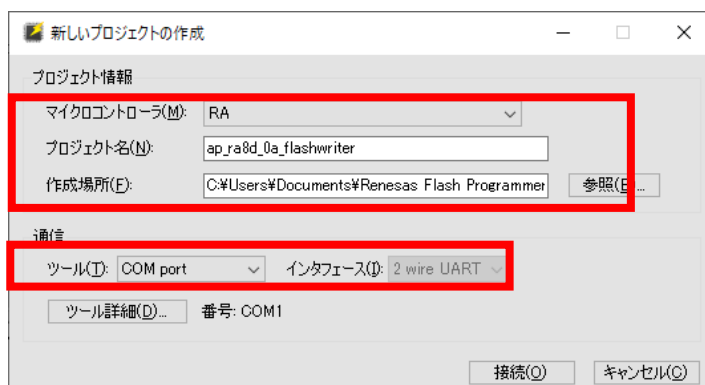 新しいプロジェクトの作成
プロジェクト情報
マイクロコントローラ(M): RA
プロジェクト名(N): ap_ra8d_0a_flashwriter
作成場所(F): C:¥Users¥Documents¥Renesas Flash Programmer 参照(B)...
通信
ツール(T): COM port インタフェース(I): 2 wire UART
ツール詳細(D)... 番号: COM1
接続(O) キャンセル(C)